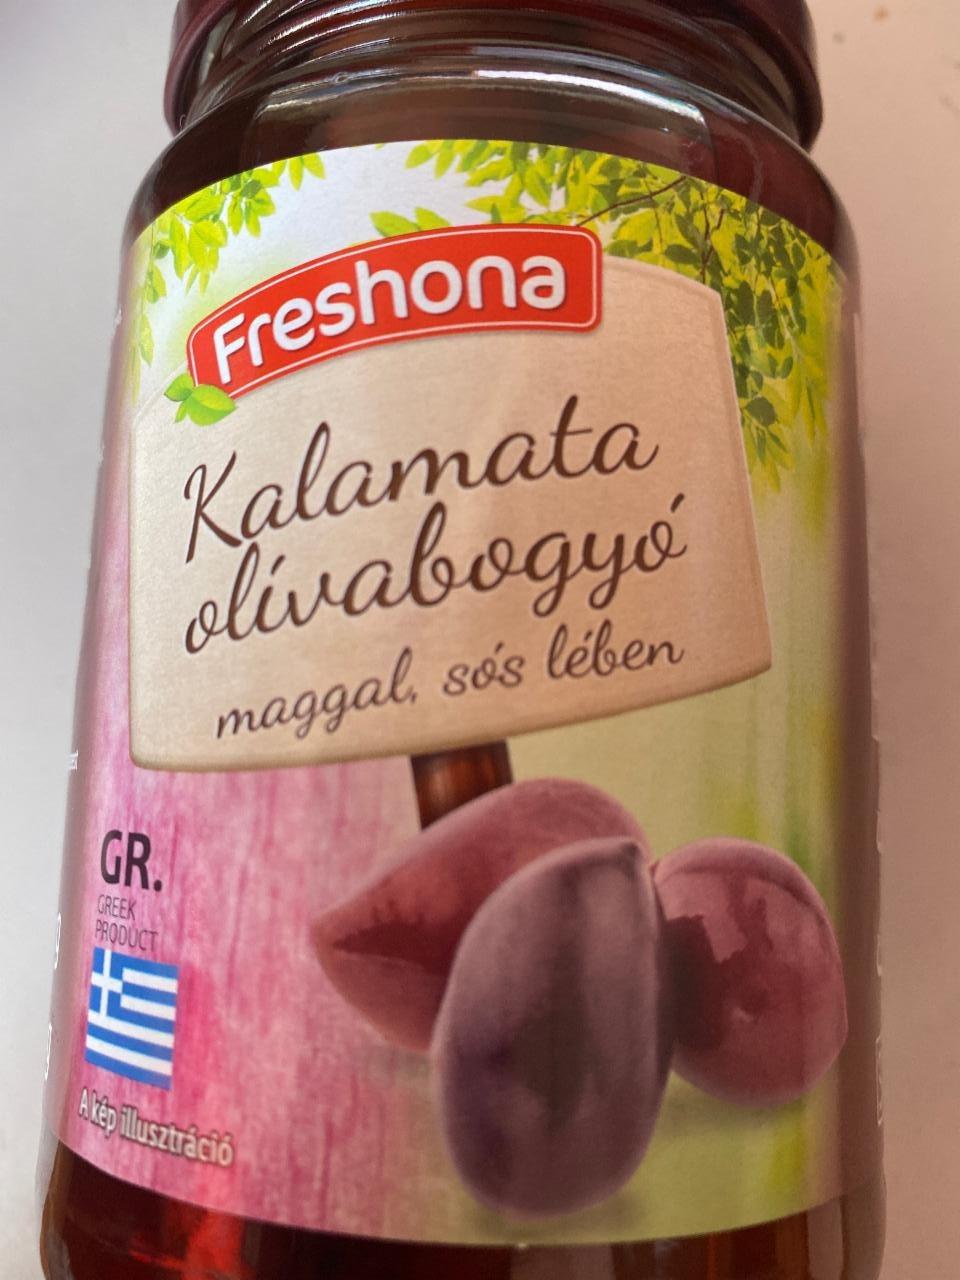 Freshona
Kalamata
olívabogyó
maggal, sós lében
GR.
GREEK
PRODUCT
A kép illusztráció